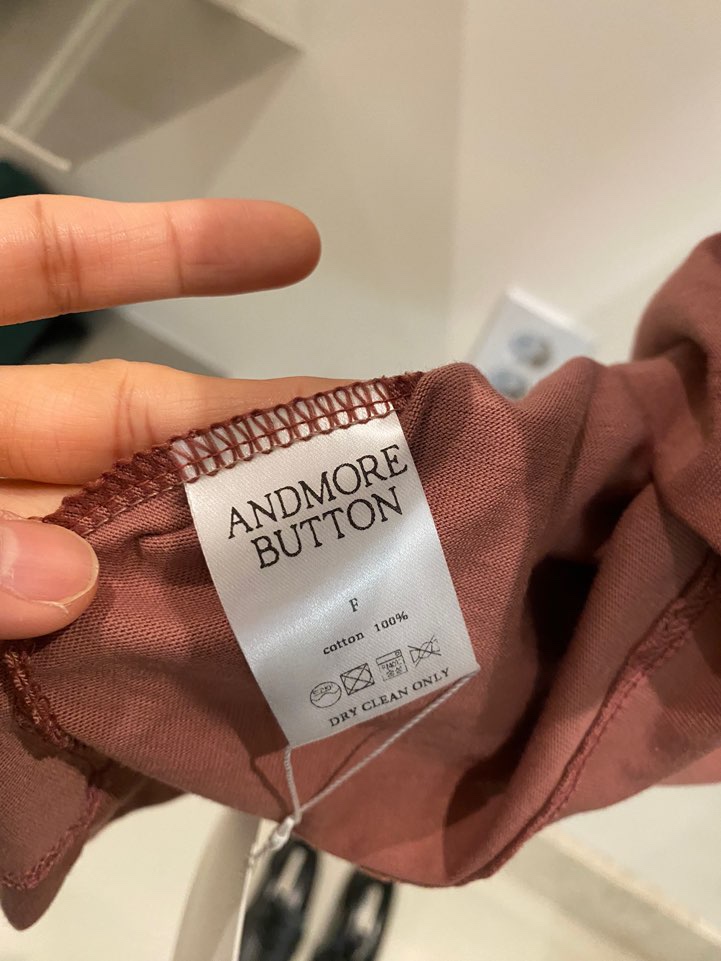 ANDMORE
BUTTON
F
cotton 100%
DRY CLEAN ONLY